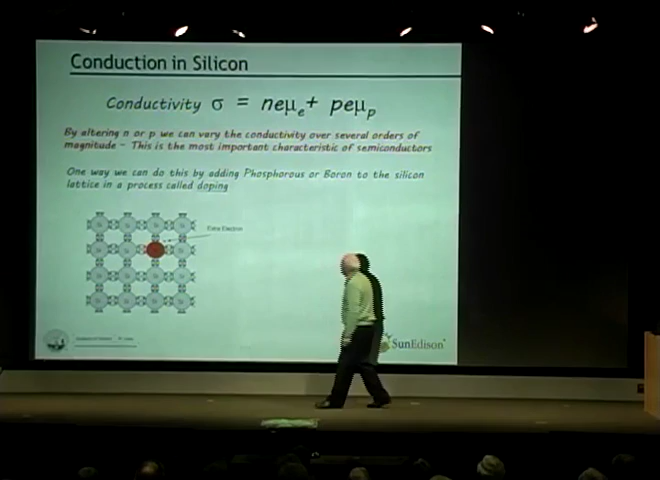 Conduction in Silicon
Conductivity σ = neμe + peμp
By altering n or p we can vary the conductivity over several orders of
magnitude - This is the most important characteristic of semiconductors
One way we can do this by adding Phosphorous or Boron to the silicon
lattice in a process called doping
Extra Electron
SunEdison